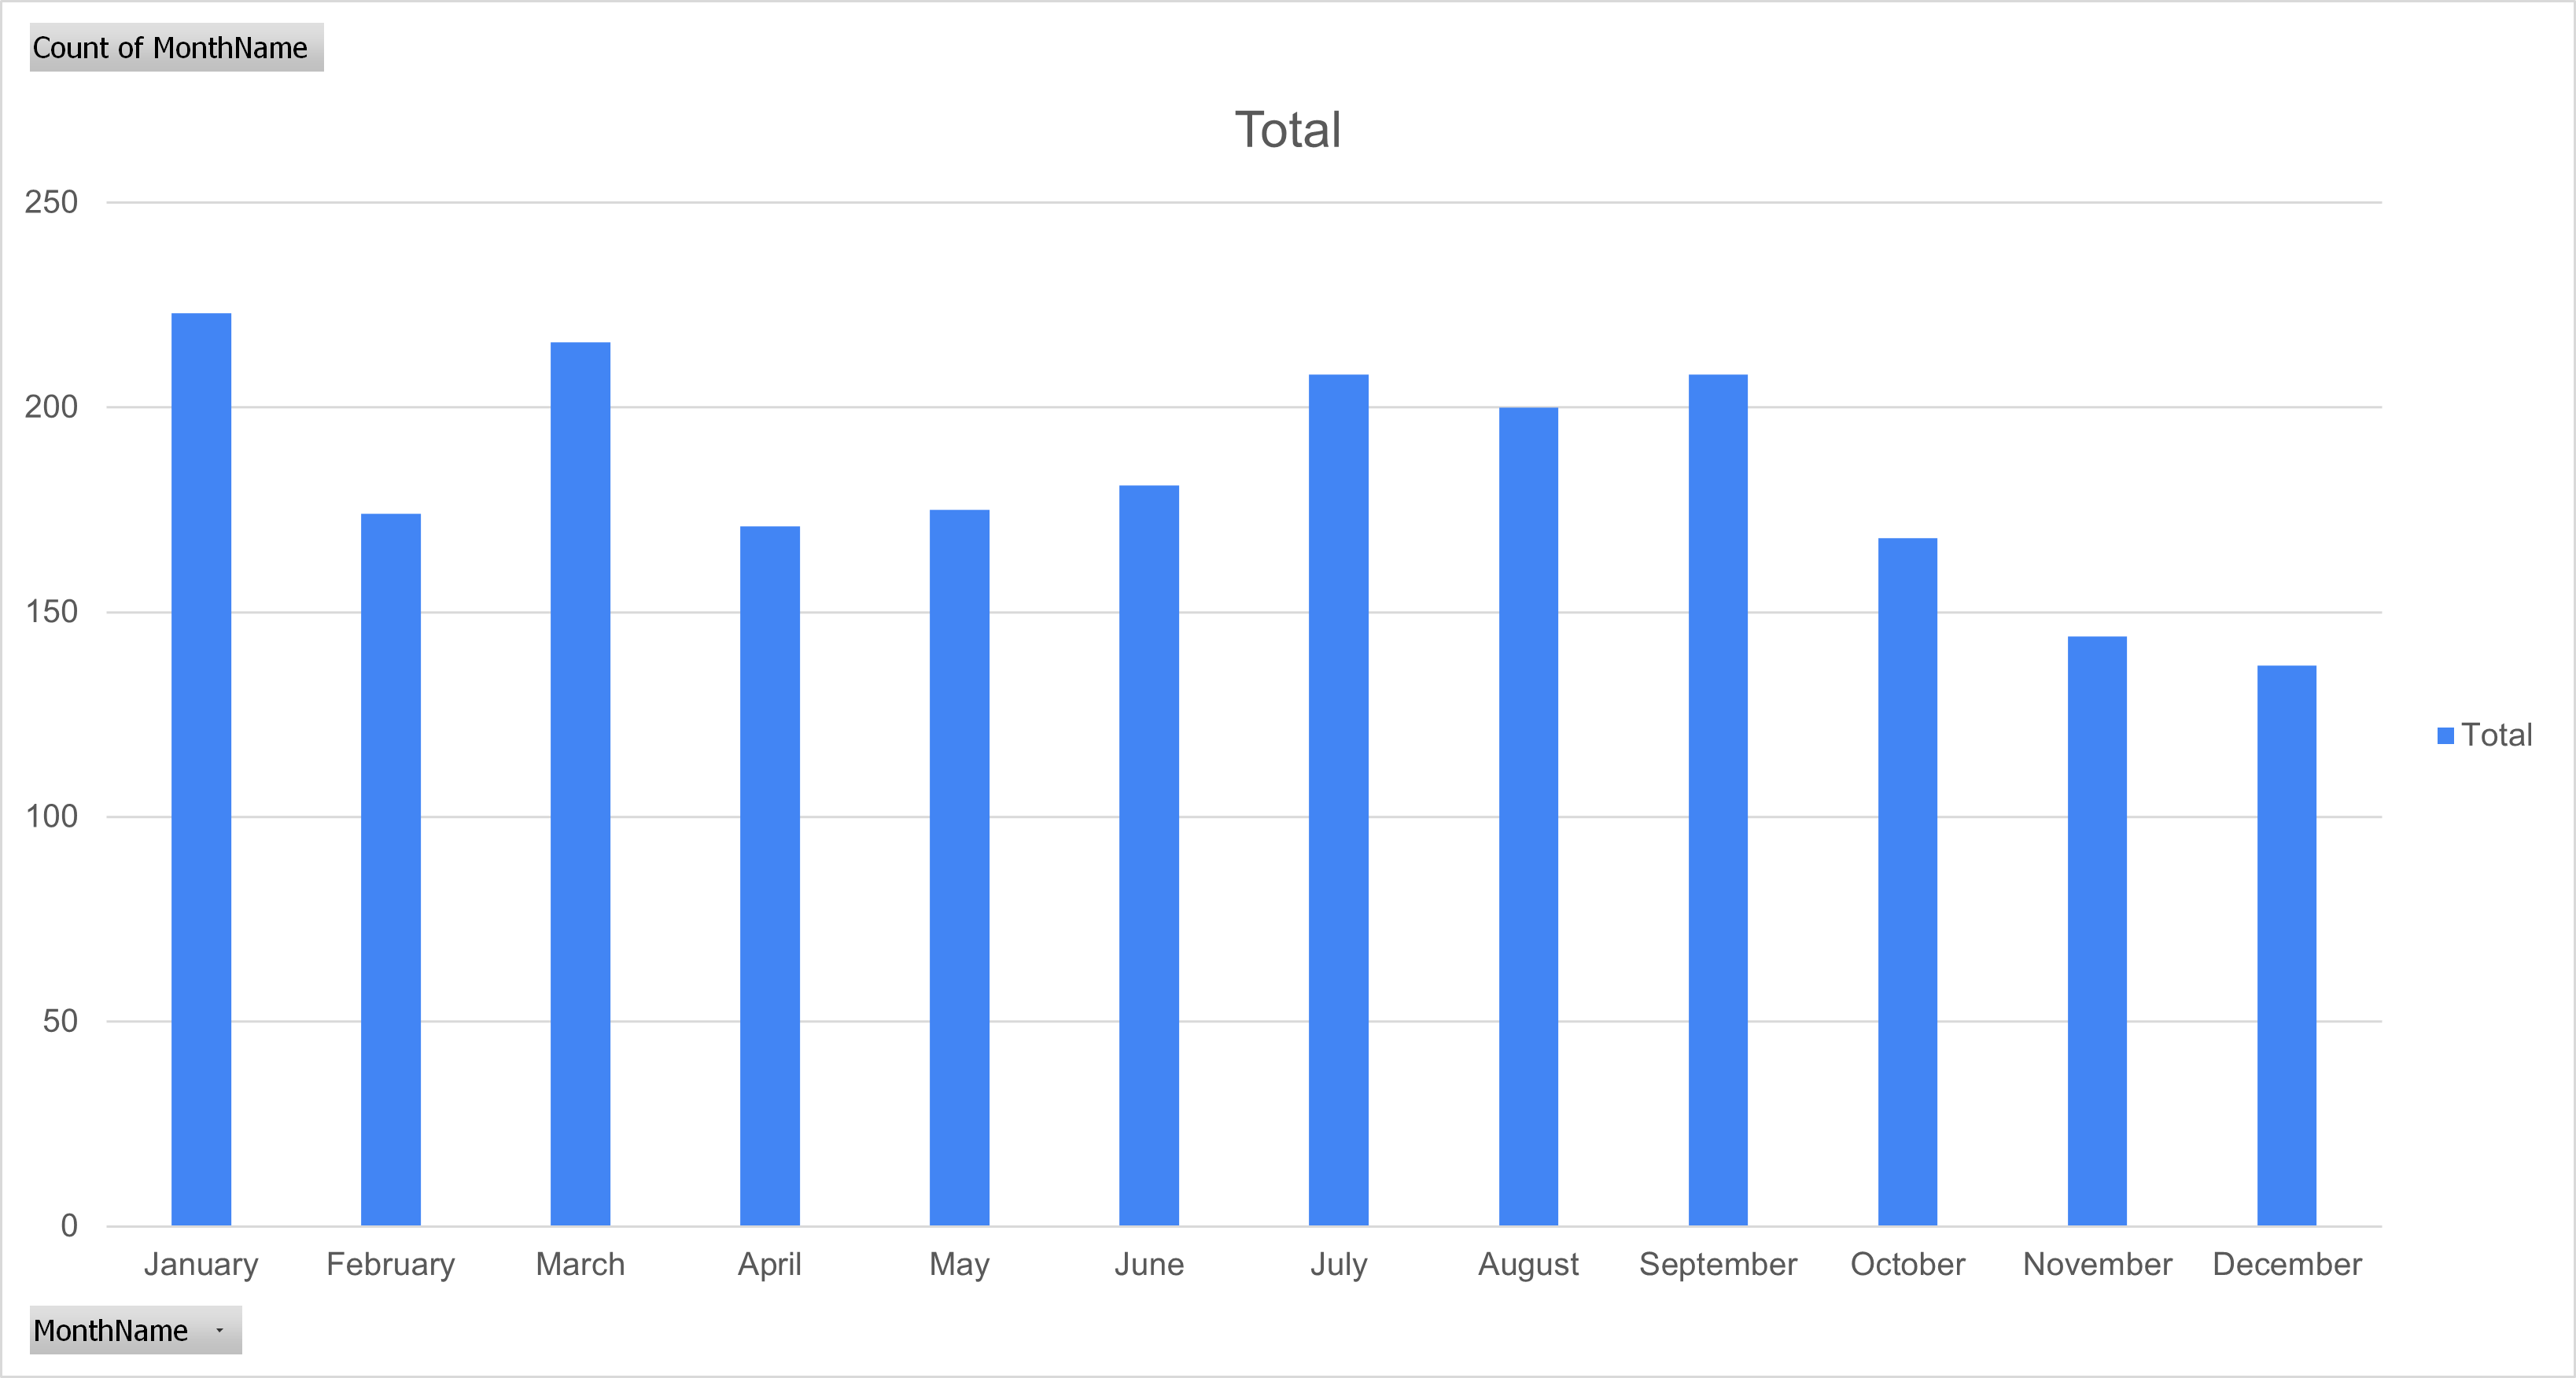 Count of MonthName
Total
250
200
150
100
50
0
January February March April May June July August September October November December
Total
MonthName